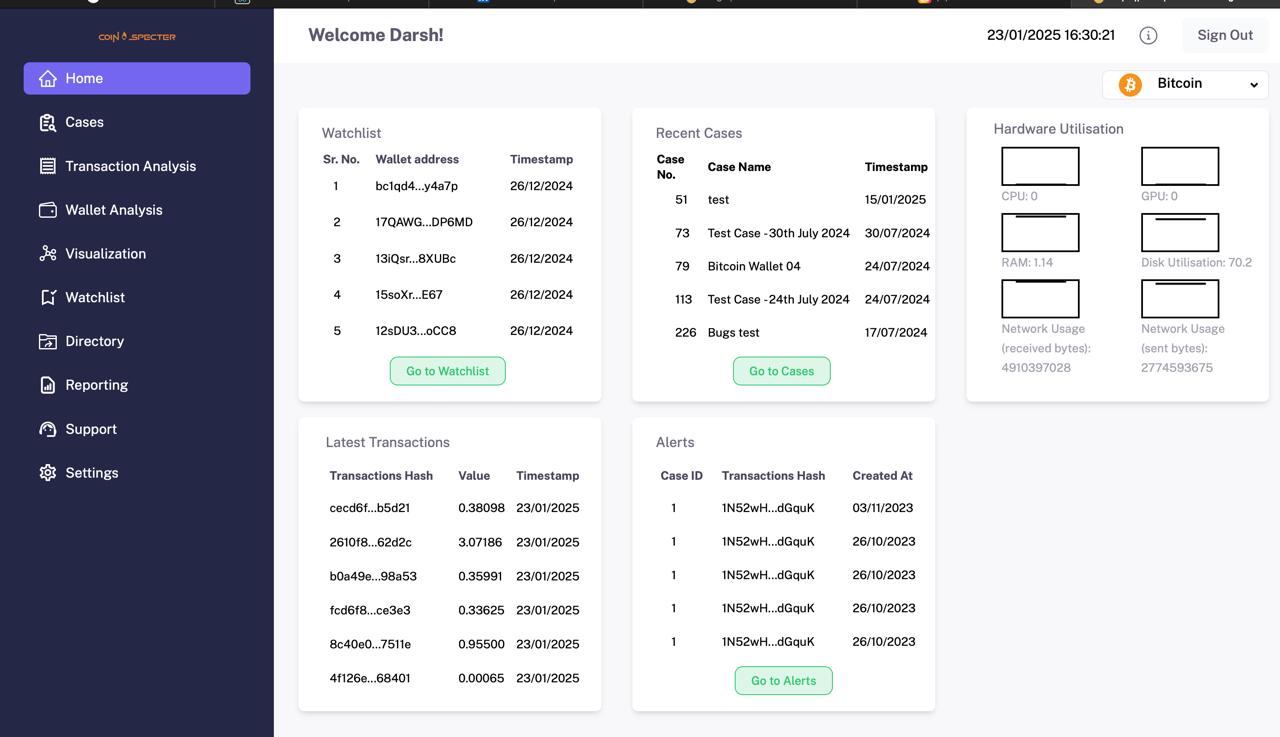 COIN SPECTER
Welcome Darsh!
23/01/2025 16:30:21
Sign Out
Home
Cases
Transaction Analysis
Wallet Analysis
Visualization
Watchlist
Directory
Reporting
Support
Settings
Bitcoin
Watchlist
Sr. No. Wallet address Timestamp
1 bc1qd4...y4a7p 26/12/2024
2 17QAWG...DP6MD 26/12/2024
3 13iQsr...8XUBc 26/12/2024
4 15soXr...E67 26/12/2024
5 12sDU3...oCC8 26/12/2024
Go to Watchlist
Recent Cases
Case No. Case Name Timestamp
51 test 15/01/2025
73 Test Case -30th July 2024 30/07/2024
79 Bitcoin Wallet 04 24/07/2024
113 Test Case -24th July 2024 24/07/2024
226 Bugs test 17/07/2024
Go to Cases
Hardware Utilisation
CPU: 0
GPU: 0
RAM: 1.14
Disk Utilisation: 70.2
Network Usage
(received bytes):
4910397028
Network Usage
(sent bytes):
2774593675
Latest Transactions
Transactions Hash Value Timestamp
cecd6f...b5d21 0.38098 23/01/2025
2610f8...62d2c 3.07186 23/01/2025
b0a49e...98a53 0.35991 23/01/2025
fcd6f8...ce3e3 0.33625 23/01/2025
8c40e0...7511e 0.95500 23/01/2025
4f126e...68401 0.00065 23/01/2025
Alerts
Case ID Transactions Hash Created At
1 1N52wH...dGquK 03/11/2023
1 1N52wH...dGquK 26/10/2023
1 1N52wH...dGquK 26/10/2023
1 1N52wH...dGquK 26/10/2023
1 1N52wH...dGquK 26/10/2023
Go to Alerts